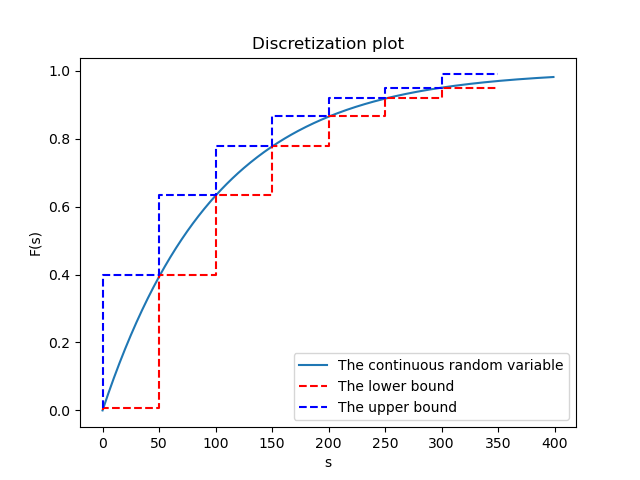 Discretization plot
F(s)
1.0
0.8
0.6
0.4
0.2
0.0
The continuous random variable
The lower bound
The upper bound
0 50 100 150 200 250 300 350 400
s